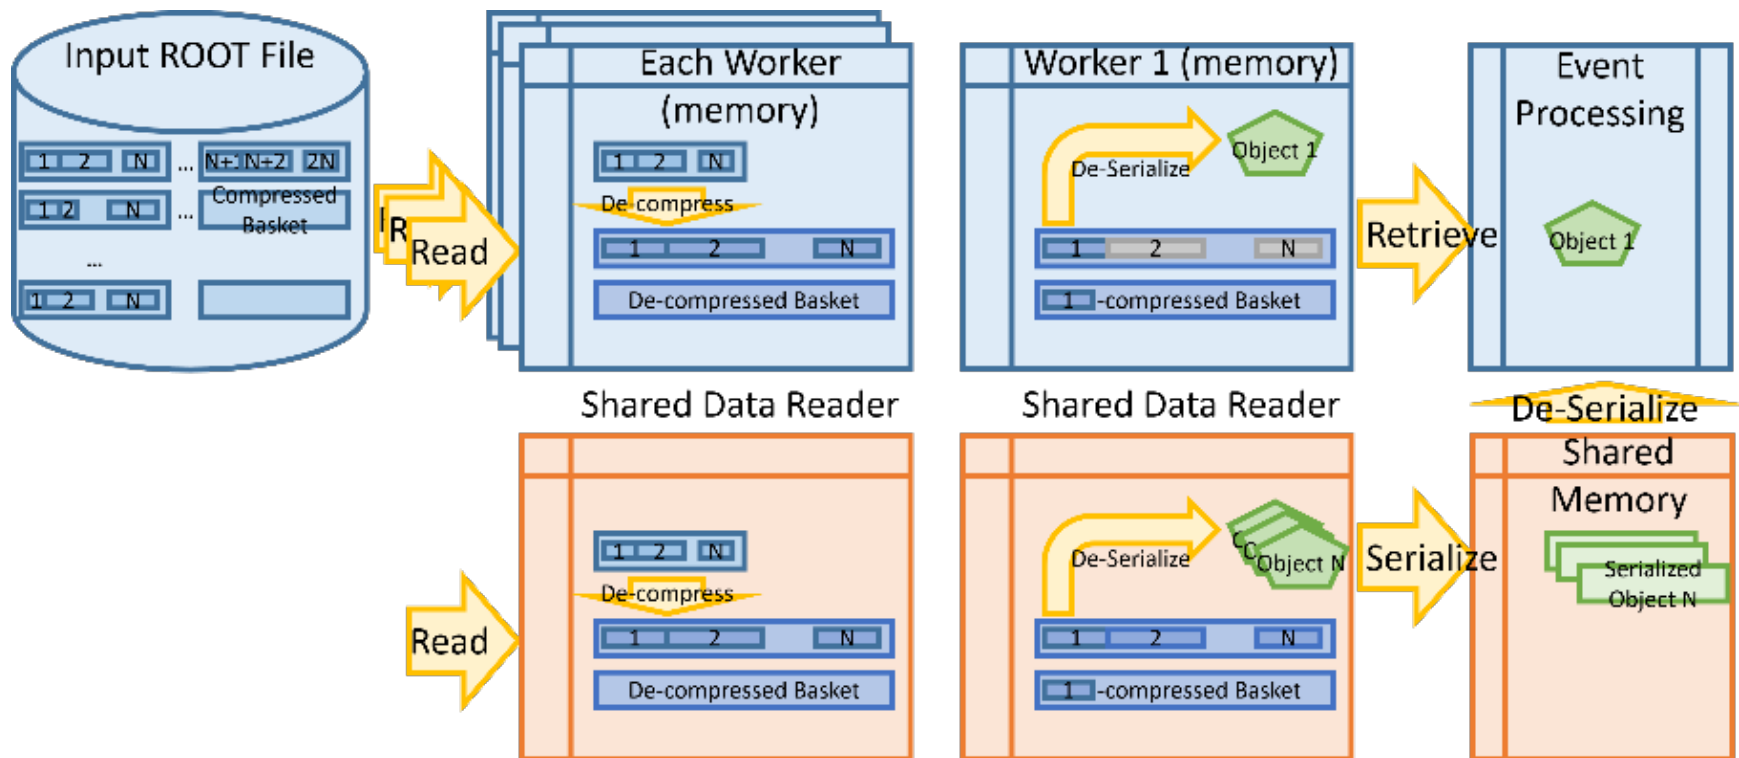 Input ROOT File
1 2 N ... N+1 N+2 2N
1 2 N ... Compressed
Basket
...
1 2 N
Read
Each Worker
(memory)
1 2 N
De-compress
1 2 N
De-compressed Basket
Worker 1 (memory)
Object 1
De-Serialize
1 2 N
1 -compressed Basket
Retrieve
Event
Processing
Object 1
Shared Data Reader
Read
1 2 N
De-compress
1 2 N
De-compressed Basket
Shared Data Reader
De-Serialize
Object N
1 2 N
1 -compressed Basket
Serialize
De-Serialize
Shared
Memory
Serialized
Object N